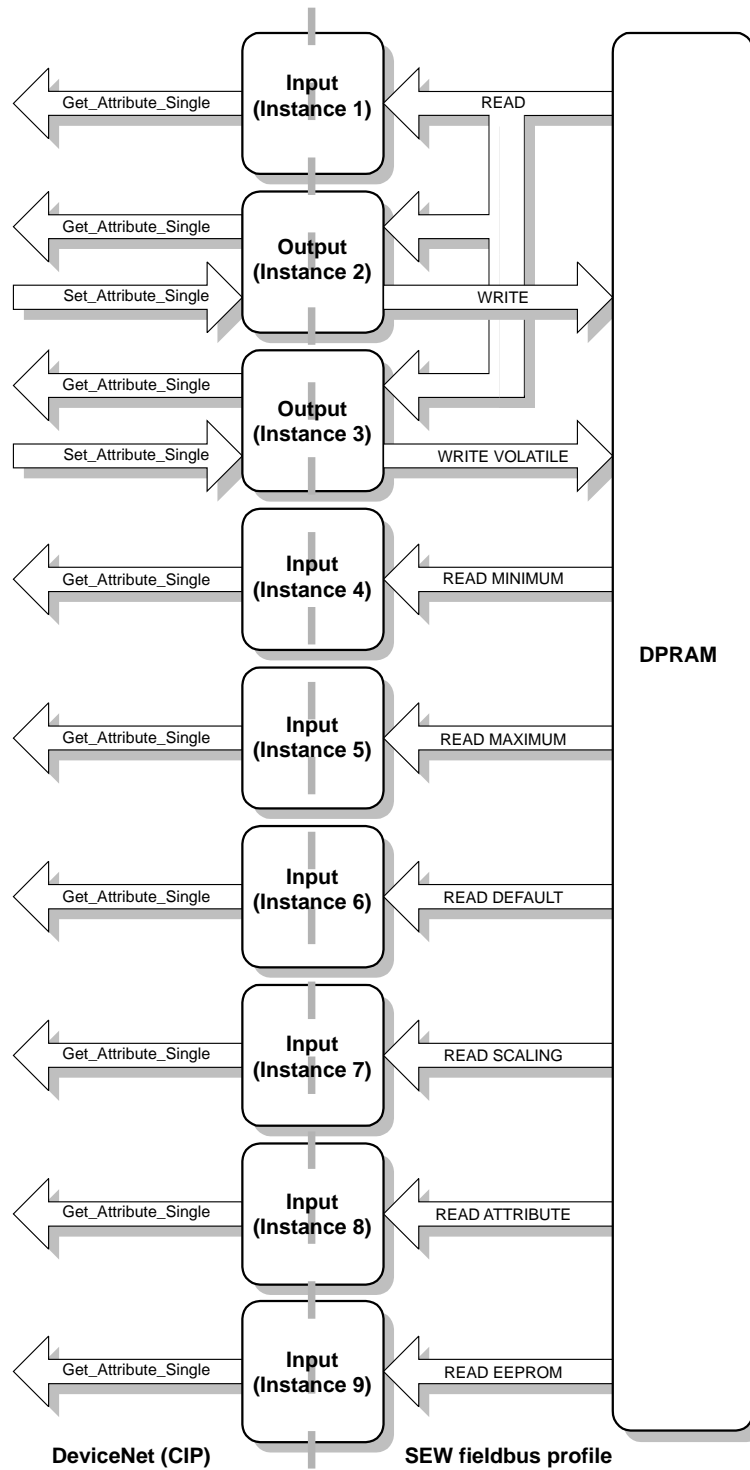 Input
(Instance 1)
Get_Attribute_Single
READ
Get_Attribute_Single
Output
(Instance 2)
Set_Attribute_Single
WRITE
Get_Attribute_Single
Output
(Instance 3)
Set_Attribute_Single
WRITE VOLATILE
Input
(Instance 4)
Get_Attribute_Single
READ MINIMUM
DPRAM
Input
(Instance 5)
Get_Attribute_Single
READ MAXIMUM
Input
(Instance 6)
Get_Attribute_Single
READ DEFAULT
Input
(Instance 7)
Get_Attribute_Single
READ SCALING
Input
(Instance 8)
Get_Attribute_Single
READ ATTRIBUTE
Input
(Instance 9)
Get_Attribute_Single
READ EEPROM
DeviceNet (CIP)
SEW fieldbus profile